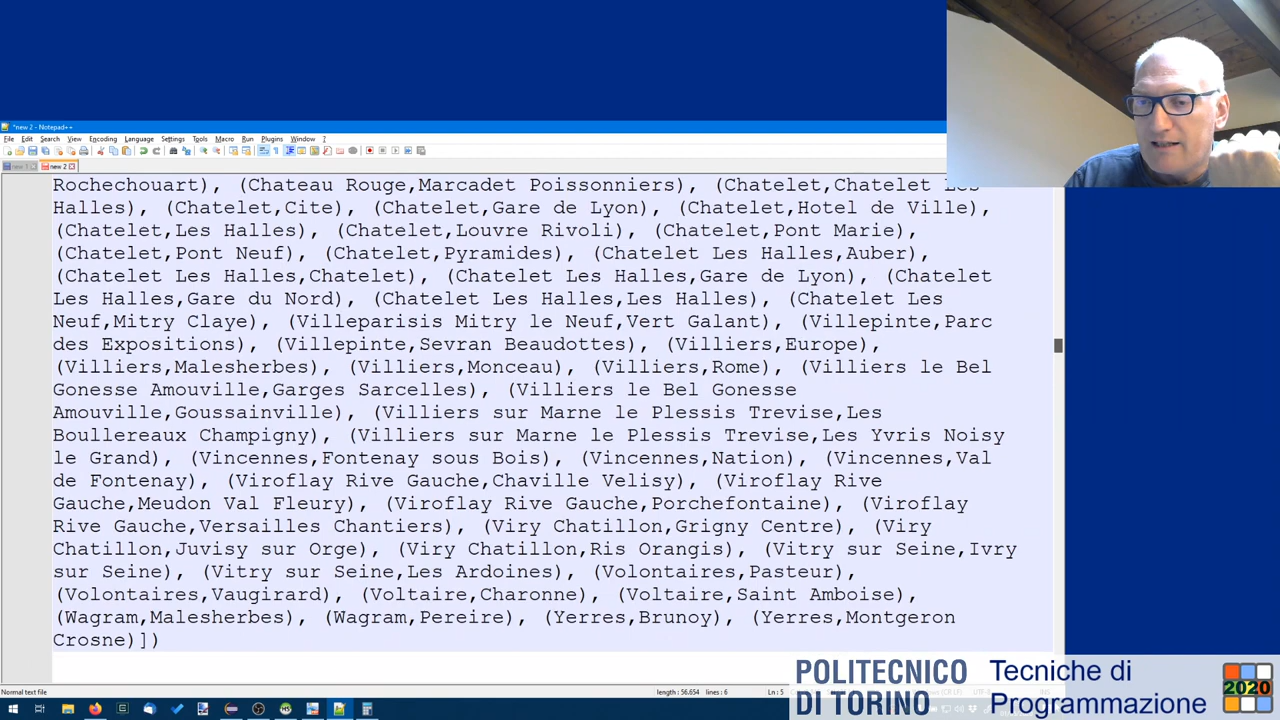 *new 2 - Notepad++
File Edit Search View Encoding Language Settings Tools Macro Run Plugins Window ?
new 1 new 2
Rochechouart), (Chateau Rouge,Marcadet Poissonniers), (Chatelet,Chatelet Les
Halles), (Chatelet,Cite), (Chatelet,Gare de Lyon), (Chatelet,Hotel de Ville),
(Chatelet,Les Halles), (Chatelet,Louvre Rivoli), (Chatelet,Pont Marie),
(Chatelet,Pont Neuf), (Chatelet,Pyramides), (Chatelet Les Halles,Auber),
(Chatelet Les Halles,Chatelet), (Chatelet Les Halles,Gare de Lyon), (Chatelet
Les Halles,Gare du Nord), (Chatelet Les Halles,Les Halles), (Chatelet Les
Neuf,Mitry Claye), (Villeparisis Mitry le Neuf,Vert Galant), (Villepinte,Parc
des Expositions), (Villepinte,Sevran Beaudottes), (Villiers,Europe),
(Villiers,Malesherbes), (Villiers,Monceau), (Villiers,Rome), (Villiers le Bel
Gonesse Amouville,Garges Sarcelles), (Villiers le Bel Gonesse
Amouville,Goussainville), (Villiers sur Marne le Plessis Trevise,Les
Boullereaux Champigny), (Villiers sur Marne le Plessis Trevise,Les Yvris Noisy
le Grand), (Vincennes,Fontenay sous Bois), (Vincennes,Nation), (Vincennes,Val
de Fontenay), (Viroflay Rive Gauche,Chaville Velisy), (Viroflay Rive
Gauche,Meudon Val Fleury), (Viroflay Rive Gauche,Porchefontaine), (Viroflay
Rive Gauche,Versailles Chantiers), (Viry Chatillon,Grigny Centre), (Viry
Chatillon,Juvisy sur Orge), (Viry Chatillon,Ris Orangis), (Vitry sur Seine,Ivry
sur Seine), (Vitry sur Seine,Les Ardoines), (Volontaires,Pasteur),
(Volontaires,Vaugirard), (Voltaire,Charonne), (Voltaire,Saint Amboise),
(Wagram,Malesherbes), (Wagram,Pereire), (Yerres,Brunoy), (Yerres,Montgeron
Crosne)])
Normal text file length : 56.654 lines : 6 Ln : 5
POLITECNICO
DI TORINO
Tecniche di
Programmazione
2020